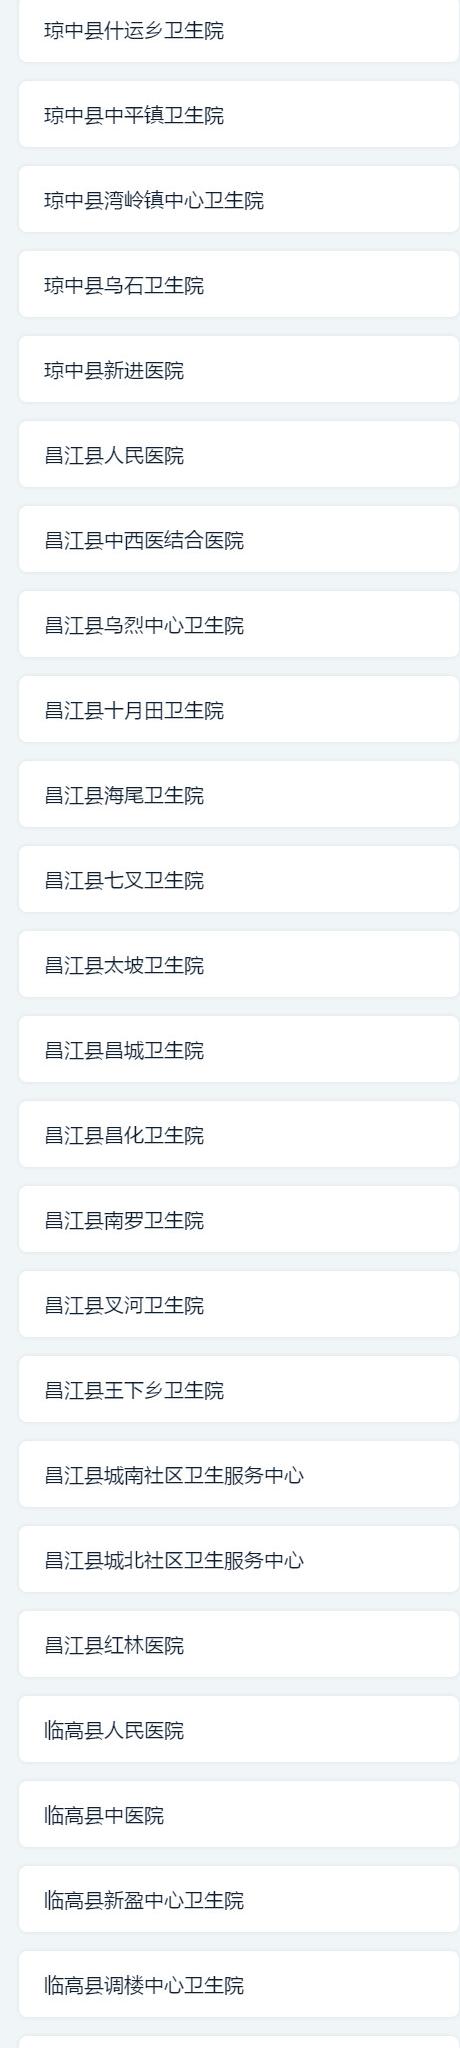 琼中县什运乡卫生院
琼中县中平镇卫生院
琼中县湾岭镇中心卫生院
琼中县乌石卫生院
琼中县新进医院
昌江县人民医院
昌江县中西医结合医院
昌江县乌烈中心卫生院
昌江县十月田卫生院
昌江县海尾卫生院
昌江县七叉卫生院
昌江县太坡卫生院
昌江县昌城卫生院
昌江县昌化卫生院
昌江县南罗卫生院
昌江县叉河卫生院
昌江县王下乡卫生院
昌江县城南社区卫生服务中心
昌江县城北社区卫生服务中心
昌江县红林医院
临高县人民医院
临高县中医院
临高县新盈中心卫生院
临高县调楼中心卫生院